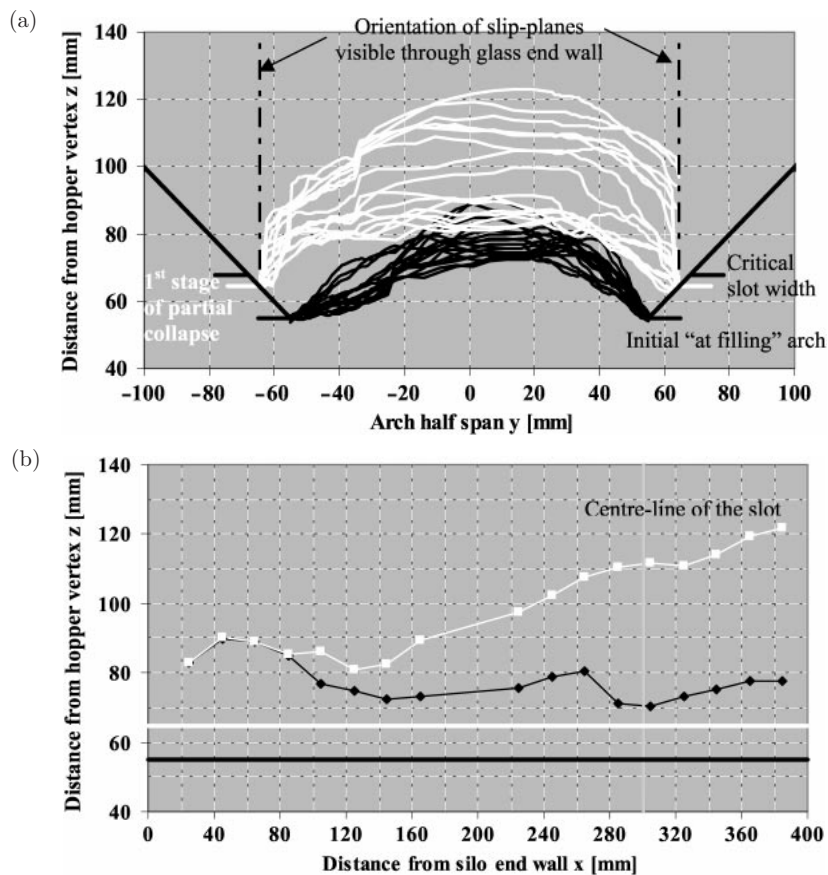 (a)
Orientation of slip-planes
visible through glass end wall
Distance from hopper vertex z [mm]
140
120
100
80
60
40
1st stage
of partial
collapse
Critical
slot width
Initial “at filling” arch
−100 −80 −60 −40 −20 0 20 40 60 80 100
Arch half span y [mm]
(b)
Distance from hopper vertex z [mm]
140
120
100
80
60
40
Centre-line of the slot
0 40 80 120 160 200 240 280 320 360 400
Distance from silo end wall x [mm]